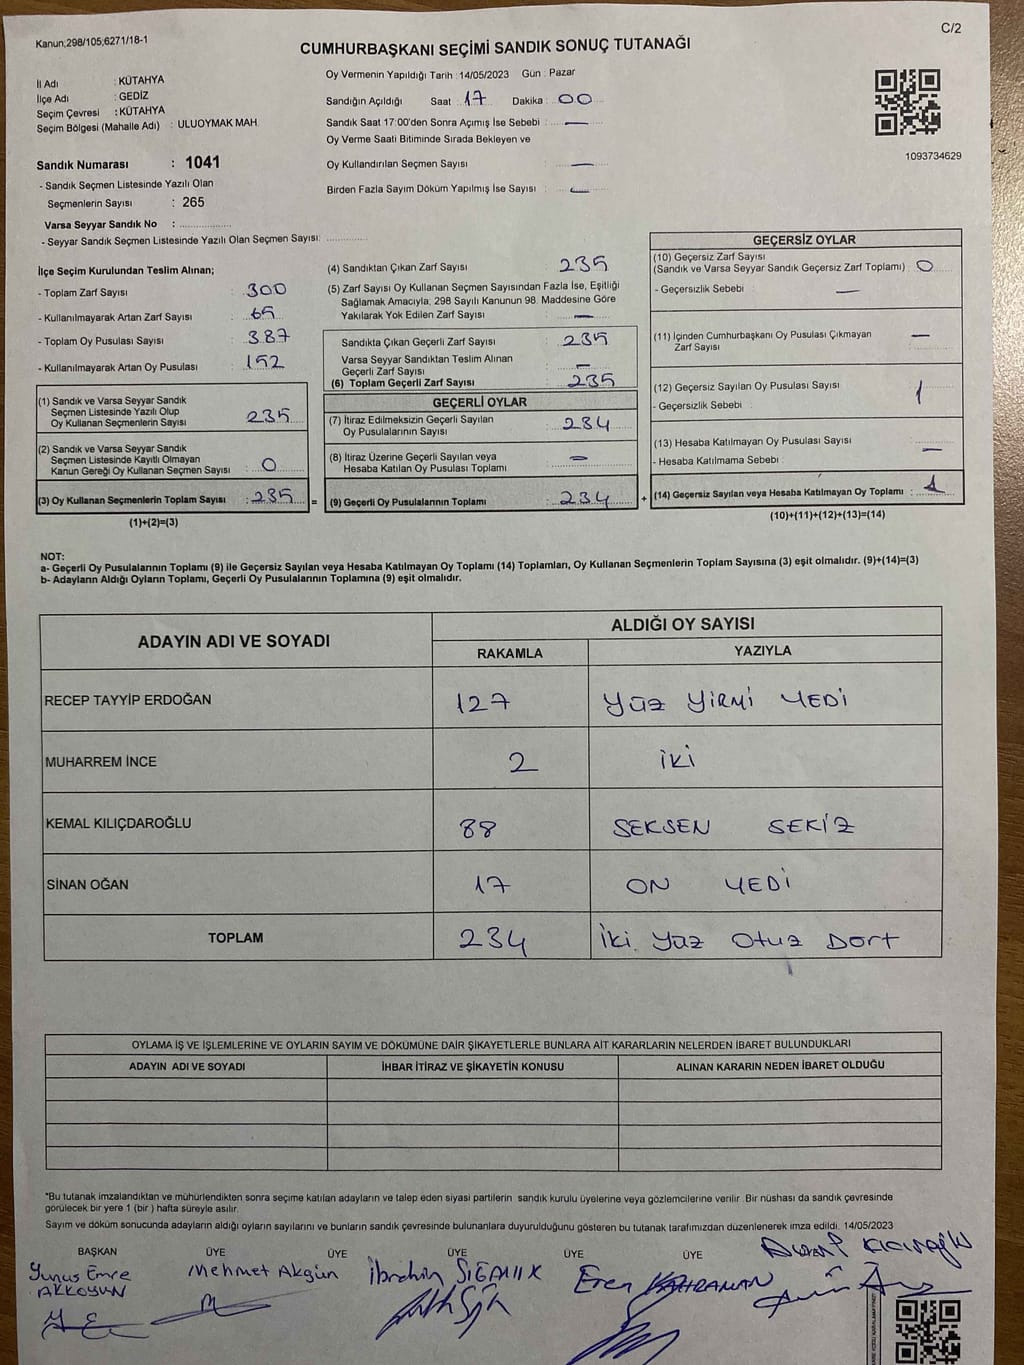 Kanun;298/105;6271/18-1
C/2
CUMHURBAŞKANI SEÇİMİ SANDIK SONUÇ TUTANAĞI
İl Adı : KÜTAHYA
İlçe Adı : GEDİZ
Seçim Çevresi : KÜTAHYA
Seçim Bölgesi (Mahalle Adı) : ULUOYMAK MAH.
Sandık Numarası : 1041
- Sandık Seçmen Listesinde Yazılı Olan
Seçmenlerin Sayısı : 265
Varsa Seyyar Sandık No :
- Seyyar Sandık Seçmen Listesinde Yazılı Olan Seçmen Sayısı:
Oy Vermenin Yapıldığı Tarih : 14/05/2023 Gün : Pazar
Sandığın Açıldığı Saat : 17 Dakika : 00
Sandık Saat 17:00'den Sonra Açımış İse Sebebi : —
Oy Verme Saati Bitiminde Sırada Bekleyen ve
Oy Kullandırılan Seçmen Sayısı : —
Birden Fazla Sayım Döküm Yapılmış İse Sayısı : —
1093734629
İlçe Seçim Kurulundan Teslim Alınan;
- Toplam Zarf Sayısı : 300
- Kullanılmayarak Artan Zarf Sayısı : 65
- Toplam Oy Pusulası Sayısı : 387
- Kullanılmayarak Artan Oy Pusulası : 152
(1) Sandık ve Varsa Seyyar Sandık
Seçmen Listesinde Yazılı Olup
Oy Kullanan Seçmenlerin Sayısı : 235
(2) Sandık ve Varsa Seyyar Sandık
Seçmen Listesinde Kayıtlı Olmayan
Kanun Gereği Oy Kullanan Seçmen Sayısı : 0
(3) Oy Kullanan Seçmenlerin Toplam Sayısı : 235
(1)+(2)=(3)
=
(4) Sandıktan Çıkan Zarf Sayısı : 235
(5) Zarf Sayısı Oy Kullanan Seçmen Sayısından Fazla İse, Eşitliği
Sağlamak Amacıyla, 298 Sayılı Kanunun 98. Maddesine Göre
Yakılarak Yok Edilen Zarf Sayısı : —
Sandıkta Çıkan Geçerli Zarf Sayısı : 235
Varsa Seyyar Sandıktan Teslim Alınan
Geçerli Zarf Sayısı : —
(6) Toplam Geçerli Zarf Sayısı : 235
GEÇERLİ OYLAR
(7) İtiraz Edilmeksizin Geçerli Sayılan
Oy Pusulalarının Sayısı : 234
(8) İtiraz Üzerine Geçerli Sayılan veya
Hesaba Katılan Oy Pusulası Toplamı : —
(9) Geçerli Oy Pusulalarının Toplamı : 234
+
GEÇERSİZ OYLAR
(10) Geçersiz Zarf Sayısı
(Sandık ve Varsa Seyyar Sandık Geçersiz Zarf Toplamı) : 0
- Geçersizlik Sebebi : —
(11) İçinden Cumhurbaşkanı Oy Pusulası Çıkmayan
Zarf Sayısı : —
(12) Geçersiz Sayılan Oy Pusulası Sayısı : 1
- Geçersizlik Sebebi :
(13) Hesaba Katılmayan Oy Pusulası Sayısı : —
- Hesaba Katılmama Sebebi :
(14) Geçersiz Sayılan veya Hesaba Katılmayan Oy Toplamı : 1
(10)+(11)+(12)+(13)=(14)
NOT:
a- Geçerli Oy Pusulalarının Toplamı (9) ile Geçersiz Sayılan veya Hesaba Katılmayan Oy Toplamı (14) Toplamları, Oy Kullanan Seçmenlerin Toplam Sayısına (3) eşit olmalıdır. (9)+(14)=(3)
b- Adayların Aldığı Oyların Toplamı, Geçerli Oy Pusulalarının Toplamına (9) eşit olmalıdır.
ADAYIN ADI VE SOYADI
ALDIĞI OY SAYISI
RAKAMLA YAZIYLA
RECEP TAYYİP ERDOĞAN 127 Yüz YİRMİ YEDİ
MUHARREM İNCE 2 İKİ
KEMAL KILIÇDAROĞLU 88 SEKSEN SEKİZ
SİNAN OĞAN 17 ON YEDİ
TOPLAM 234 İki Yüz Otuz Dört
OYLAMA İŞ VE İŞLEMLERİNE VE OYLARIN SAYIM VE DÖKÜMÜNE DAİR ŞİKAYETLERLE BUNLARA AİT KARARLARIN NELERDEN İBARET BULUNDUKLARI
ADAYIN ADI VE SOYADI İHBAR İTİRAZ VE ŞİKAYETİN KONUSU ALINAN KARARIN NEDEN İBARET OLDUĞU
*Bu tutanak imzalandıktan ve mühürlendikten sonra seçime katılan adayların ve talep eden siyasi partilerin sandık kurulu üyelerine veya gözlemcilerine verilir. Bir nüshası da sandık çevresinde
görülecek bir yere 1 (bir) hafta süreyle asılır.
Sayım ve döküm sonucunda adayların aldığı oyların sayılarını ve bunların sandık çevresinde bulunanlara duyurulduğunu gösteren bu tutanak tarafımızdan düzenlenerek imza edildi. 14/05/2023
BAŞKAN ÜYE ÜYE ÜYE ÜYE ÜYE
Yunus Emre
AKKOYUN
Mehmet Akgün
İbrahim
Eren KAHRAMAN